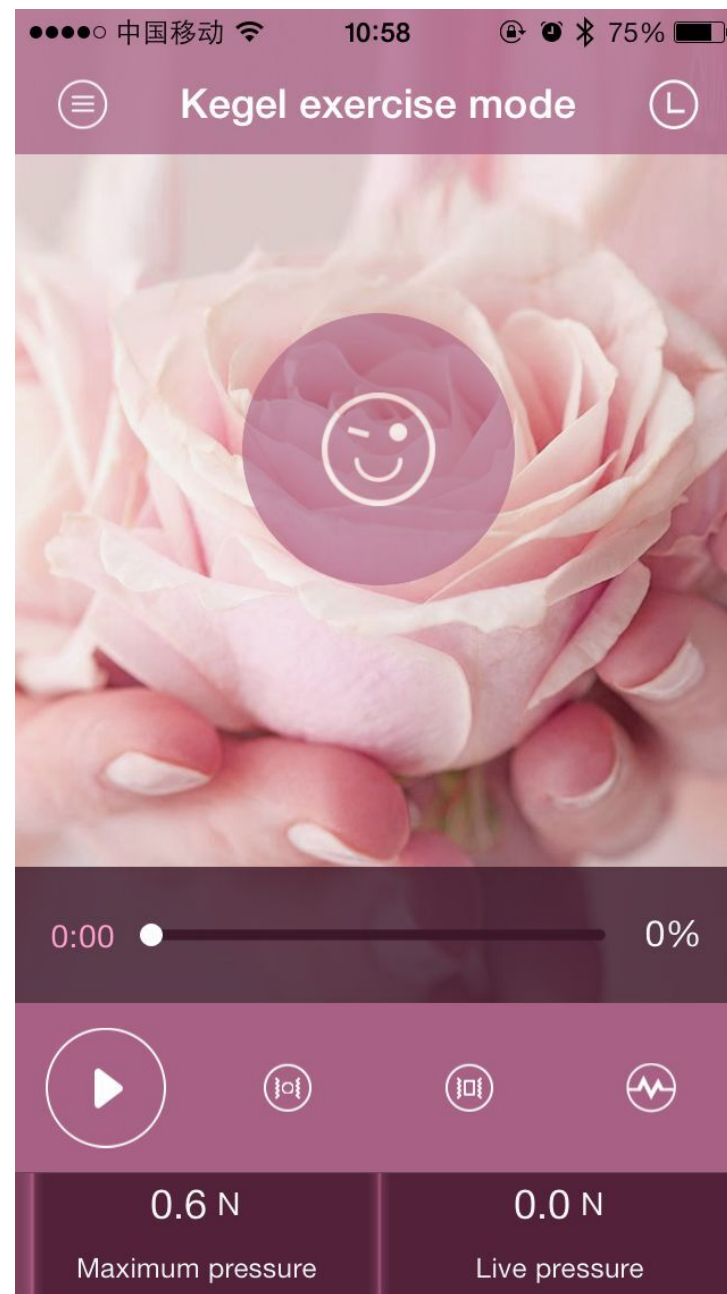 中国移动 10:58 75%
Kegel exercise mode
0:00 0%
0.6 N 0.0 N
Maximum pressure Live pressure